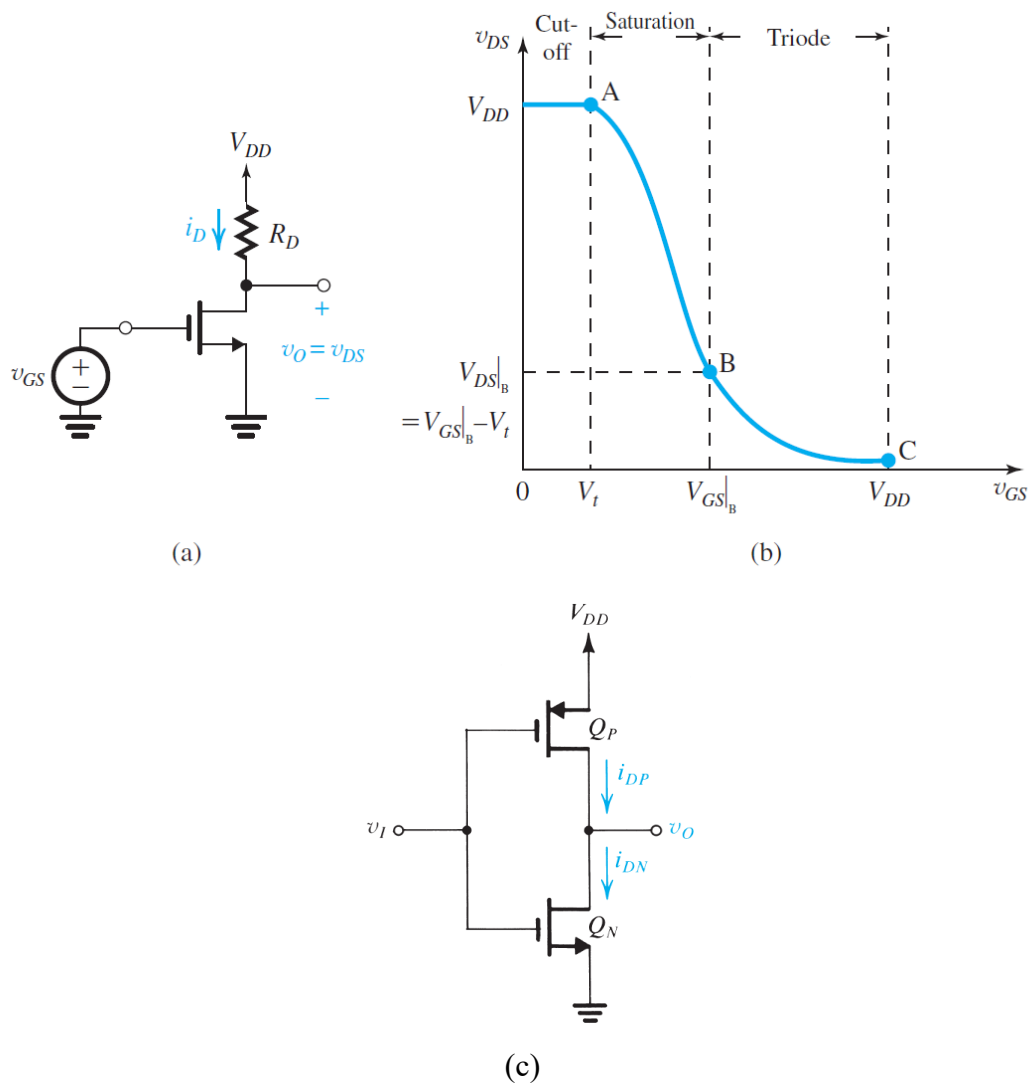 V_DD
i_D
R_D
+
v_O = v_DS
−
v_GS
+
−
(a)
v_DS
Cut-
off
Saturation
Triode
V_DD
A
V_DS|_B
= V_GS|_B – V_t
B
C
0
V_t
V_GS|_B
V_DD
v_GS
(b)
V_DD
Q_P
i_DP
v_I
v_O
i_DN
Q_N
(c)